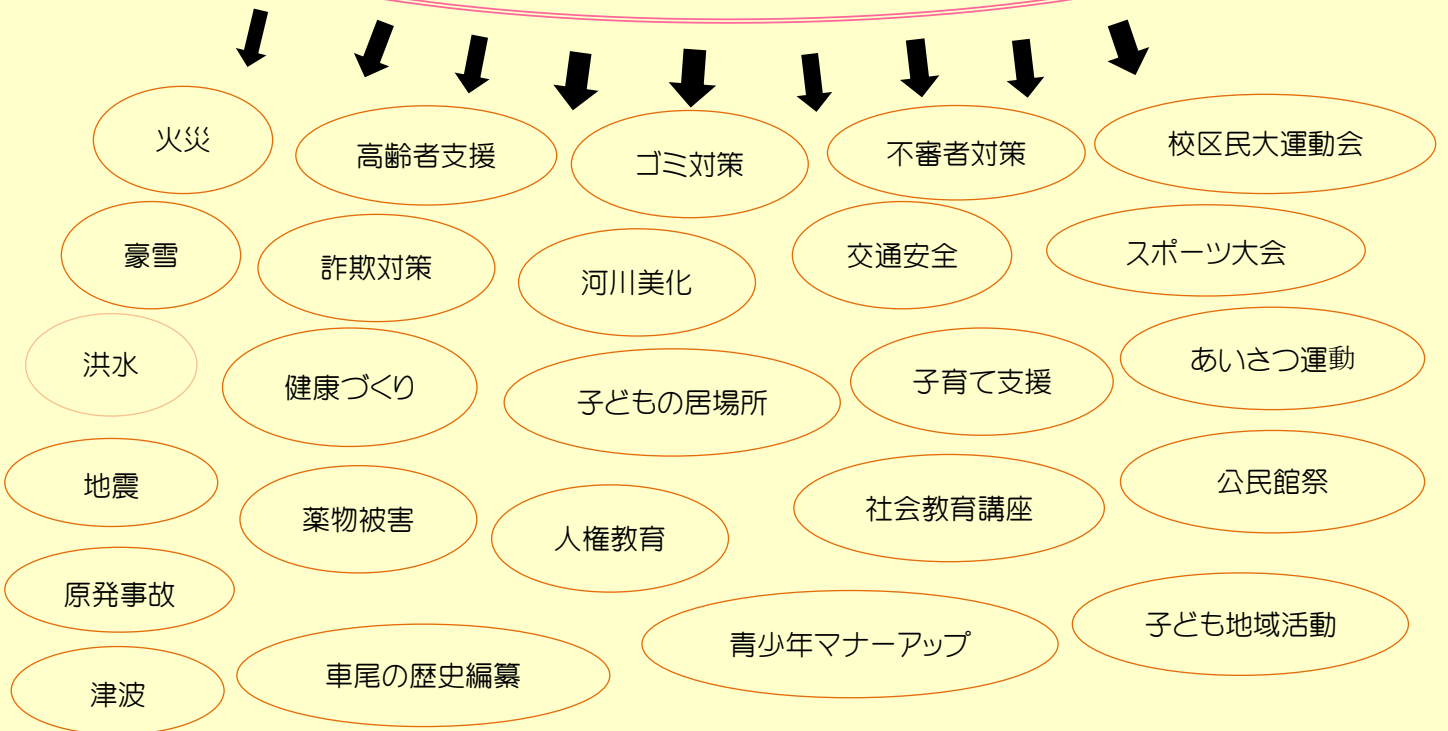 火災
高齢者支援
ゴミ対策
不審者対策
校区民大運動会
豪雪
詐欺対策
河川美化
交通安全
スポーツ大会
洪水
健康づくり
子どもの居場所
子育て支援
あいさつ運動
地震
薬物被害
人権教育
社会教育講座
公民館祭
原発事故
車尾の歴史編纂
青少年マナーアップ
子ども地域活動
津波